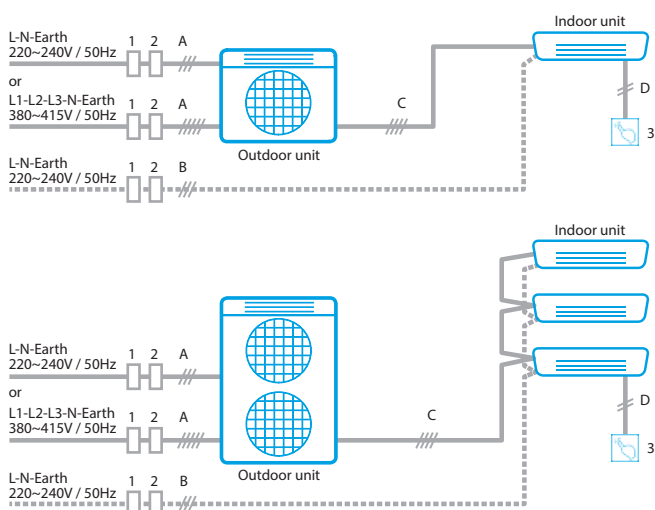 Indoor unit
L-N-Earth
220~240V / 50Hz
1 2 A
or
L1-L2-L3-N-Earth
380~415V / 50Hz
1 2 A
C
D
3
Outdoor unit
L-N-Earth
220~240V / 50Hz
1 2 B
Indoor unit
L-N-Earth
220~240V / 50Hz
1 2 A
or
L1-L2-L3-N-Earth
380~415V / 50Hz
1 2 A
C
D
3
Outdoor unit
L-N-Earth
220~240V / 50Hz
1 2 B